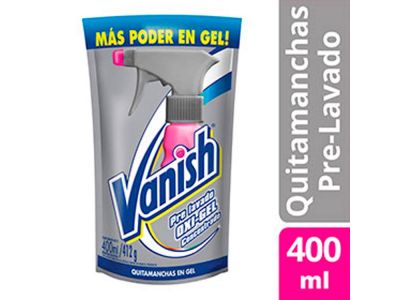 MÁS PODER EN GEL!
Vanish
Pre lavado
OXI-GEL
Concentrado
400ml/412g
QUITAMANCHAS EN GEL
Quitamanchas
Pre-Lavado
400
ml